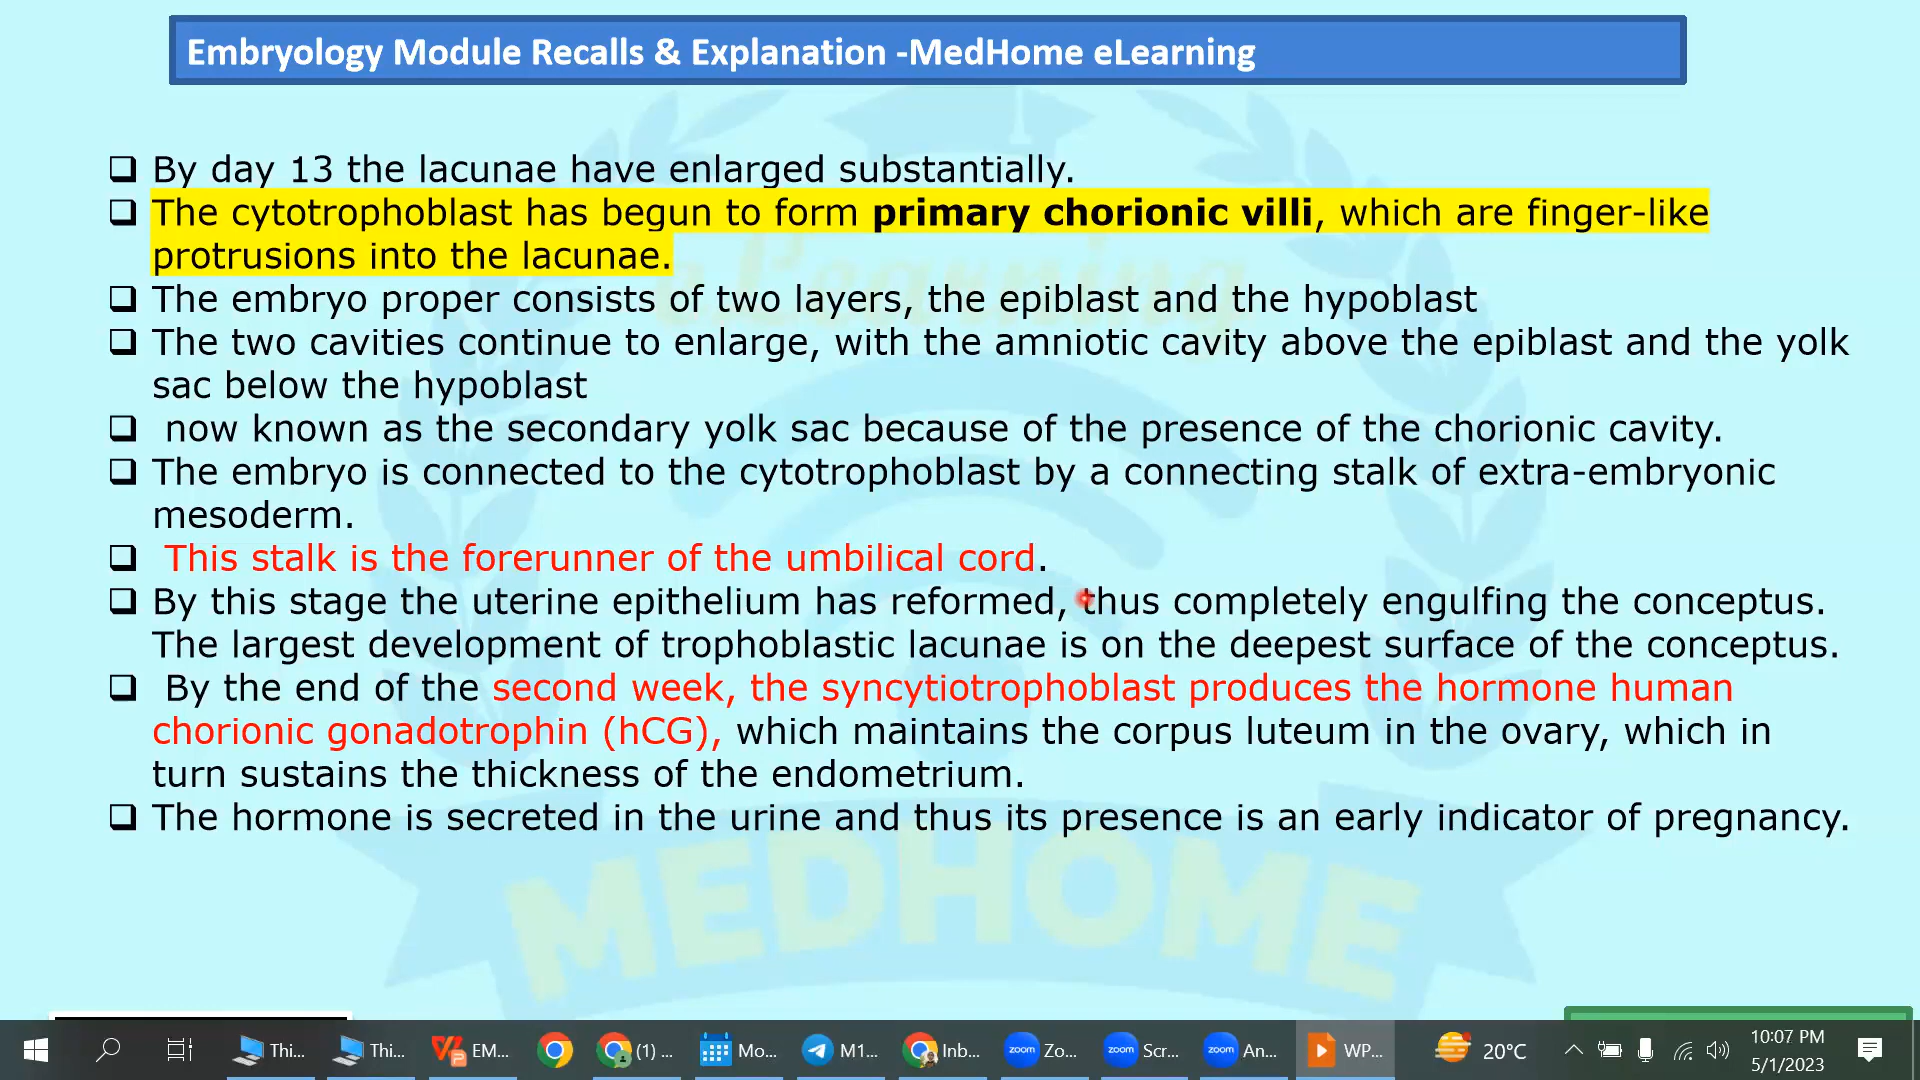 Embryology Module Recalls & Explanation -MedHome eLearning
By day 13 the lacunae have enlarged substantially.
The cytotrophoblast has begun to form primary chorionic villi, which are finger-like
protrusions into the lacunae.
The embryo proper consists of two layers, the epiblast and the hypoblast
The two cavities continue to enlarge, with the amniotic cavity above the epiblast and the yolk
sac below the hypoblast
now known as the secondary yolk sac because of the presence of the chorionic cavity.
The embryo is connected to the cytotrophoblast by a connecting stalk of extra-embryonic
mesoderm.
This stalk is the forerunner of the umbilical cord.
By this stage the uterine epithelium has reformed, thus completely engulfing the conceptus.
The largest development of trophoblastic lacunae is on the deepest surface of the conceptus.
By the end of the second week, the syncytiotrophoblast produces the hormone human
chorionic gonadotrophin (hCG), which maintains the corpus luteum in the ovary, which in
turn sustains the thickness of the endometrium.
The hormone is secreted in the urine and thus its presence is an early indicator of pregnancy.
eLearning
MEDHOME
Thi... Thi... EM... (1) ... Mo... M1... Inb... zoom Zo... zoom Scr... zoom An... WP... 20°C 10:07 PM
5/1/2023